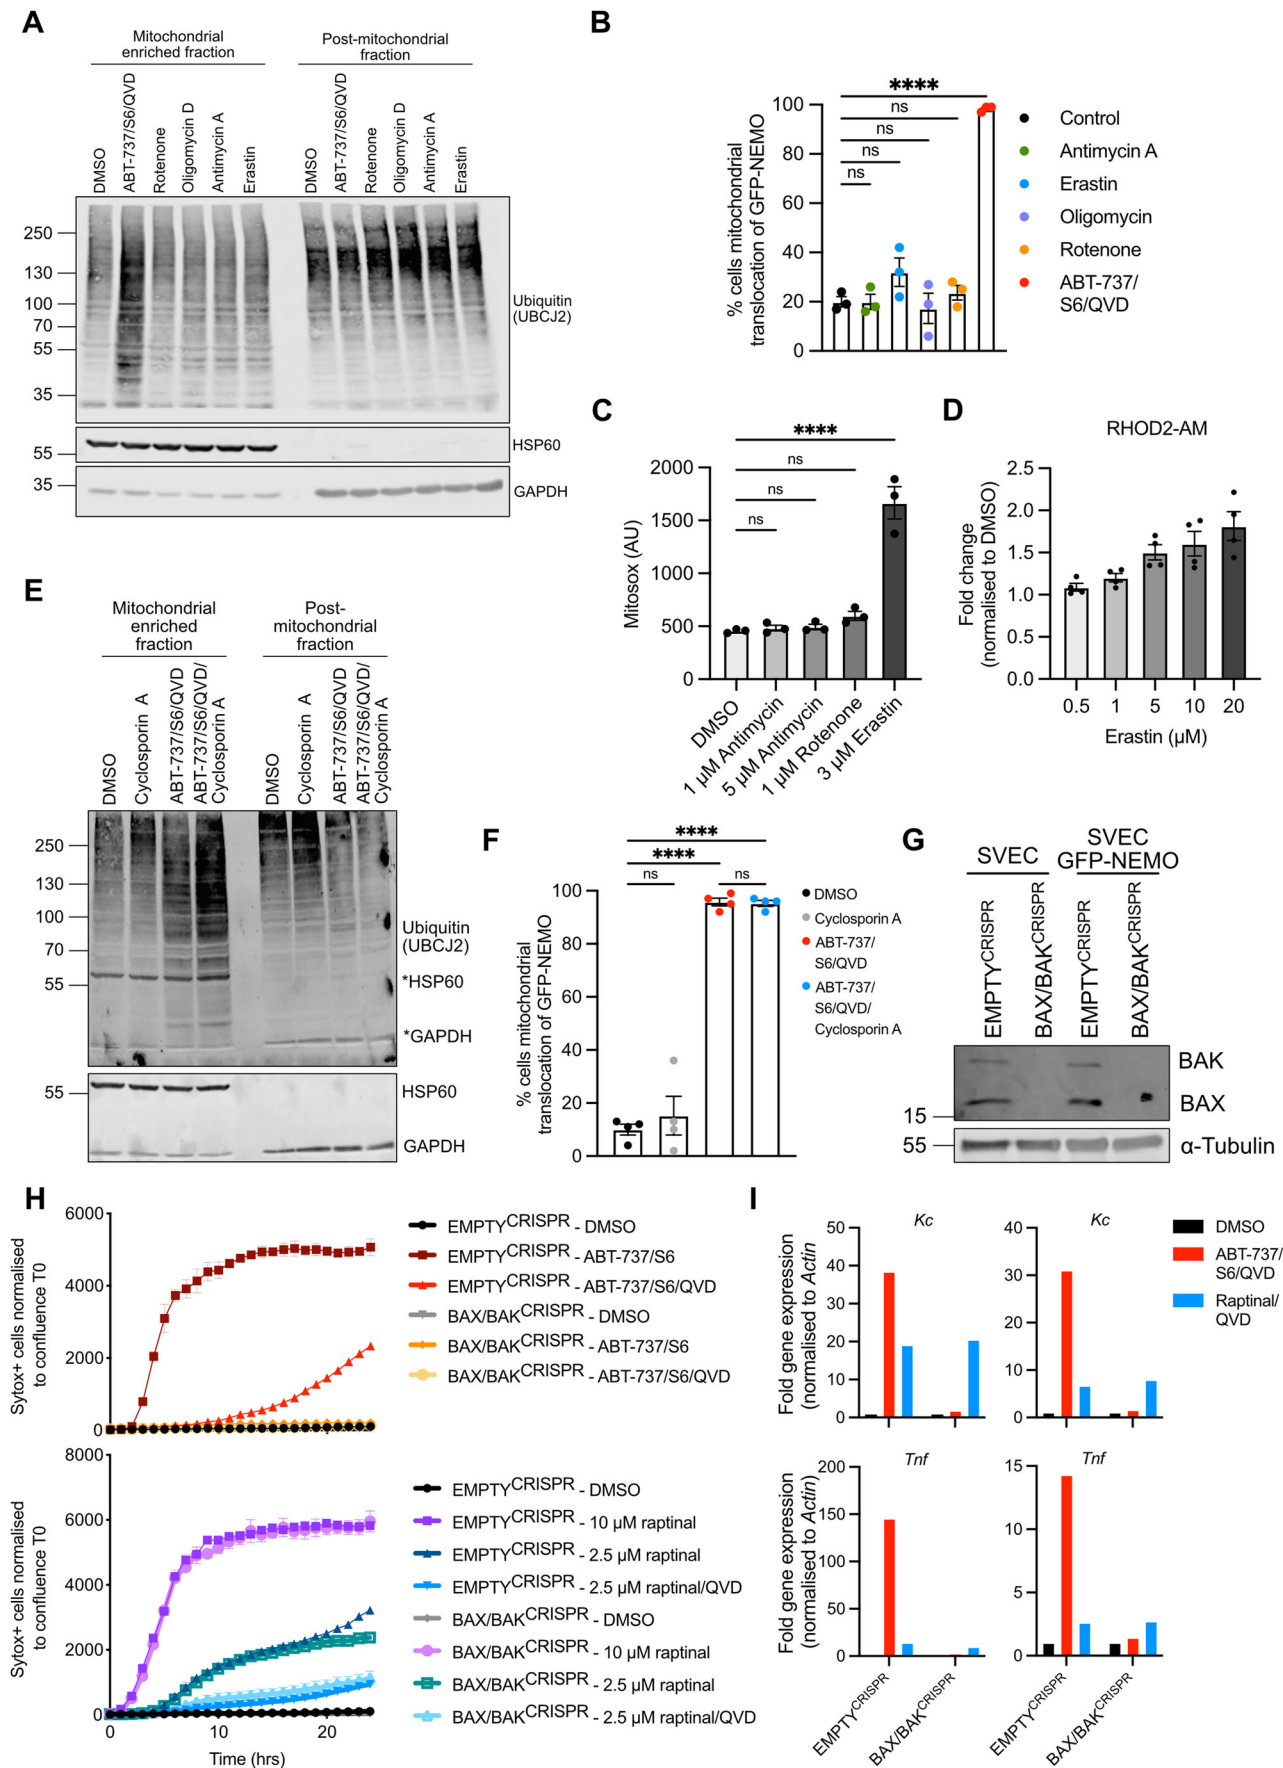 A
Mitochondrial
enriched fraction
Post-mitochondrial
fraction
DMSO
ABT-737/S6/QVD
Rotenone
Oligomycin D
Antimycin A
Erastin
DMSO
ABT-737/S6/QVD
Rotenone
Oligomycin D
Antimycin A
Erastin
250
130
100
70
55
35
Ubiquitin
(UBCJ2)
55
HSP60
35
GAPDH
B
% cells mitochondrial
translocation of GFP-NEMO
100
80
60
40
20
0
****
ns
ns
ns
ns
Control
Antimycin A
Erastin
Oligomycin
Rotenone
ABT-737/
S6/QVD
C
Mitosox (AU)
2000
1500
1000
500
0
****
ns
ns
ns
DMSO
1 μM Antimycin
5 μM Antimycin
1 μM Rotenone
3 μM Erastin
D
RHOD2-AM
Fold change
(normalised to DMSO)
2.5
2.0
1.5
1.0
0.5
0.0
0.5
1
5
10
20
Erastin (μM)
E
Mitochondrial
enriched
fraction
Post-
mitochondrial
fraction
DMSO
Cyclosporin A
ABT-737/S6/QVD
ABT-737/S6/QVD/
Cyclosporin A
DMSO
Cyclosporin A
ABT-737/S6/QVD
ABT-737/S6/QVD/
Cyclosporin A
250
130
100
70
55
Ubiquitin
(UBCJ2)
*HSP60
*GAPDH
55
HSP60
GAPDH
F
% cells mitochondrial
translocation of GFP-NEMO
100
80
60
40
20
0
****
****
ns
ns
DMSO
Cyclosporin A
ABT-737/
S6/QVD
ABT-737/
S6/QVD/
Cyclosporin A
G
SVEC
SVEC
GFP-NEMO
EMPTYCRISPR
BAX/BAKCRISPR
EMPTYCRISPR
BAX/BAKCRISPR
BAK
BAX
15
55
α-Tubulin
H
Sytox+ cells normalised
to confluence T0
6000
4000
2000
0
0
20
EMPTYCRISPR - DMSO
EMPTYCRISPR - ABT-737/S6
EMPTYCRISPR - ABT-737/S6/QVD
BAX/BAKCRISPR - DMSO
BAX/BAKCRISPR - ABT-737/S6
BAX/BAKCRISPR - ABT-737/S6/QVD
Sytox+ cells normalised
to confluence T0
8000
6000
4000
2000
0
0
10
20
Time (hrs)
EMPTYCRISPR - DMSO
EMPTYCRISPR - 10 μM raptinal
EMPTYCRISPR - 2.5 μM raptinal
EMPTYCRISPR - 2.5 μM raptinal/QVD
BAX/BAKCRISPR - DMSO
BAX/BAKCRISPR - 10 μM raptinal
BAX/BAKCRISPR - 2.5 μM raptinal
BAX/BAKCRISPR - 2.5 μM raptinal/QVD
I
Fold gene expression
(normalised to Actin)
Kc
50
40
30
20
10
0
Kc
40
30
20
10
0
DMSO
ABT-737/
S6/QVD
Raptinal/
QVD
Fold gene expression
(normalised to Actin)
Tnf
200
150
100
50
0
Tnf
15
10
5
0
EMPTYCRISPR
BAX/BAKCRISPR
EMPTYCRISPR
BAX/BAKCRISPR